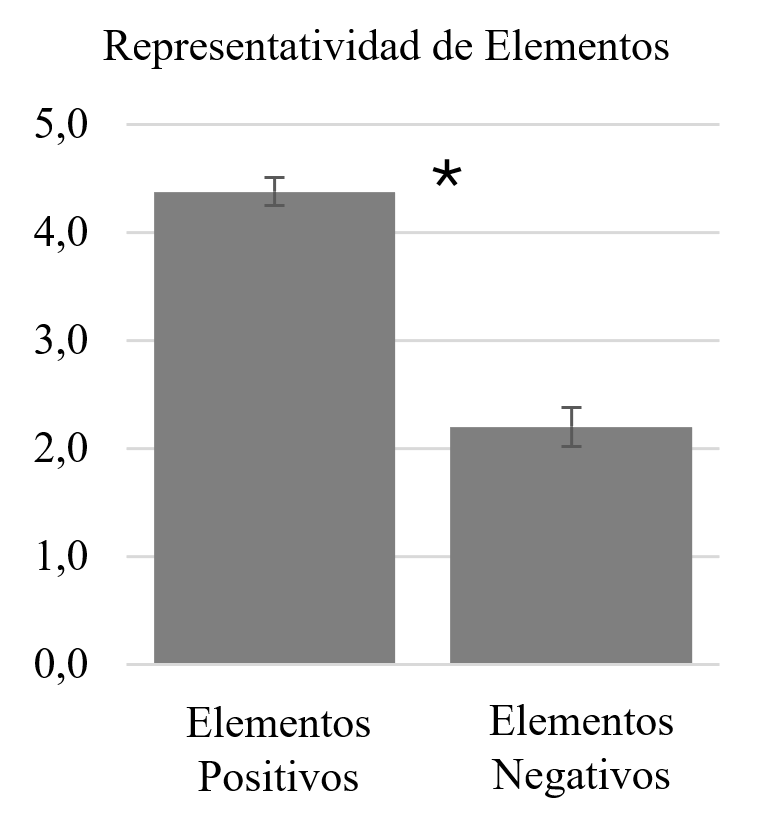 Representatividad de Elementos
5,0
*
4,0
3,0
2,0
1,0
0,0
Elementos
Positivos
Elementos
Negativos